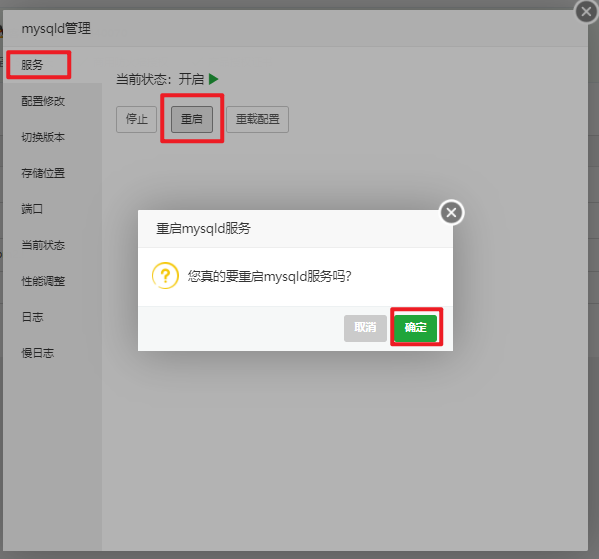 mysqld管理
服务
配置修改
切换版本
存储位置
端口
当前状态
性能调整
日志
慢日志
当前状态：开启
停止
重启
重载配置
重启mysqld服务
您真的要重启mysqld服务吗？
取消
确定